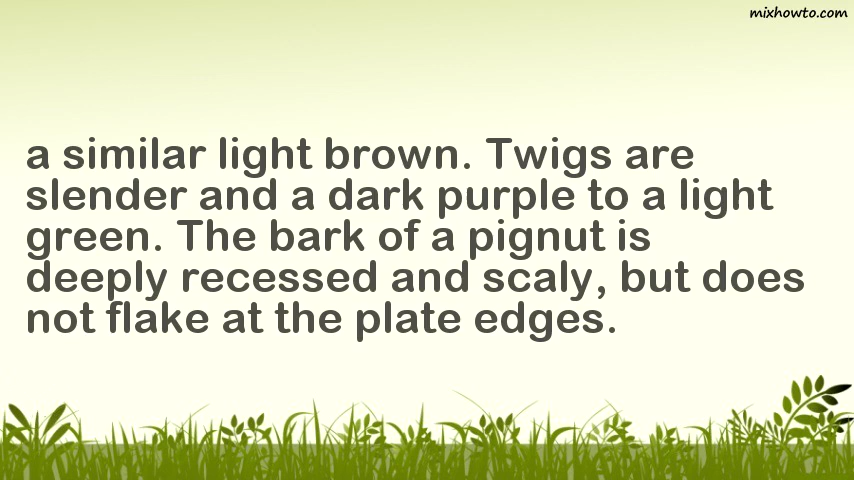 mixhowto.com
a similar light brown. Twigs are
slender and a dark purple to a light
green. The bark of a pignut is
deeply recessed and scaly, but does
not flake at the plate edges.